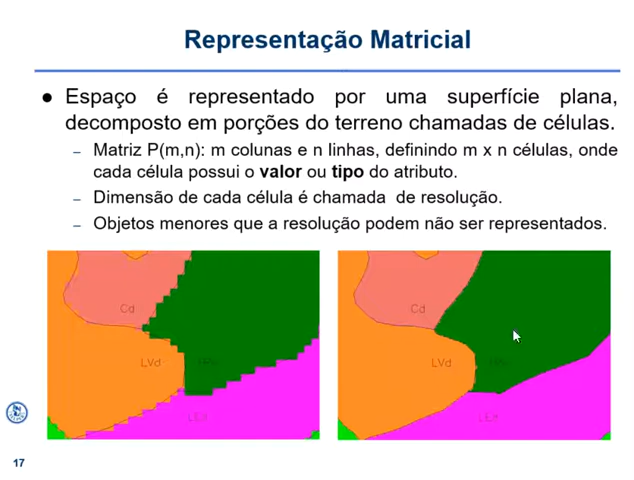 Representação Matricial
● Espaço é representado por uma superfície plana,
decomposto em porções do terreno chamadas de células.
– Matriz P(m,n): m colunas e n linhas, definindo m x n células, onde
cada célula possui o valor ou tipo do atributo.
– Dimensão de cada célula é chamada de resolução.
– Objetos menores que a resolução podem não ser representados.
Cd
Cd
LVd
LVd
17